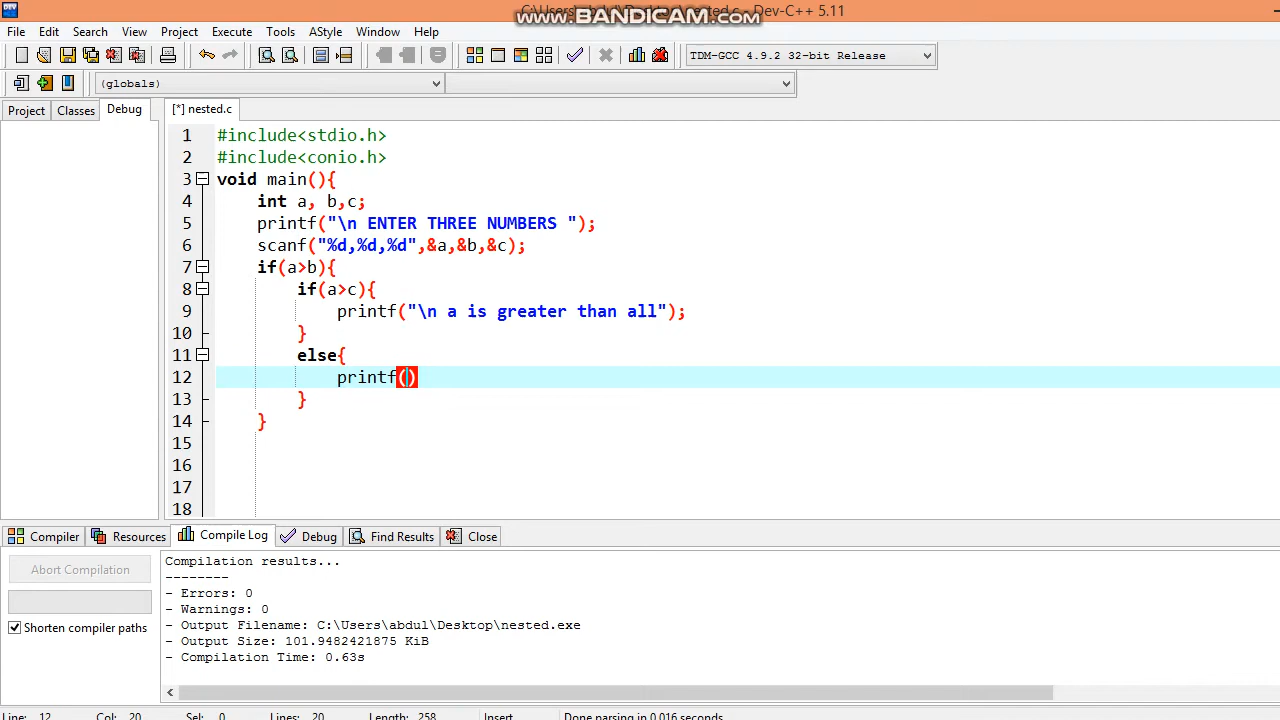 C:\Users\abdul\Desktop\nested.c - Dev-C++ 5.11
www.BANDICAM.com
File Edit Search View Project Execute Tools AStyle Window Help
TDM-GCC 4.9.2 32-bit Release
(globals)
Project Classes Debug
[*] nested.c
1 #include<stdio.h>
2 #include<conio.h>
3 void main(){
4 int a, b,c;
5 printf("\n ENTER THREE NUMBERS ");
6 scanf("%d,%d,%d",&a,&b,&c);
7 if(a>b){
8 if(a>c){
9 printf("\n a is greater than all");
10 }
11 else{
12 printf()
13 }
14 }
15
16
17
18
Compiler Resources Compile Log Debug Find Results Close
Abort Compilation
Shorten compiler paths
Compilation results...
--------
- Errors: 0
- Warnings: 0
- Output Filename: C:\Users\abdul\Desktop\nested.exe
- Output Size: 101.9482421875 KiB
- Compilation Time: 0.63s
Line: 12 Col: 20 Sel: 0 Lines: 20 Length: 258 Insert Done parsing in 0.016 seconds